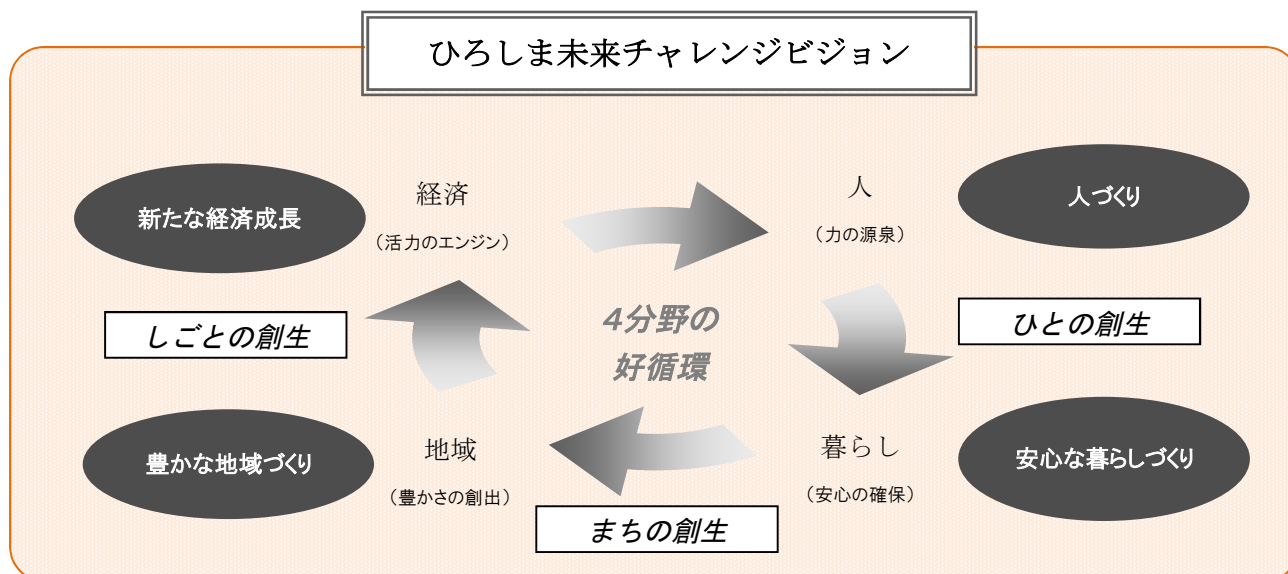 ひろしま未来チャレンジビジョン
新たな経済成長
経済
（活力のエンジン）
人
（力の源泉）
人づくり
しごとの創生
４分野の
好循環
ひとの創生
豊かな地域づくり
地域
（豊かさの創出）
暮らし
（安心の確保）
安心な暮らしづくり
まちの創生